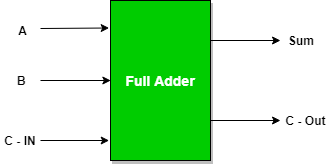 A
Sum
B
Full Adder
C - IN
C - Out